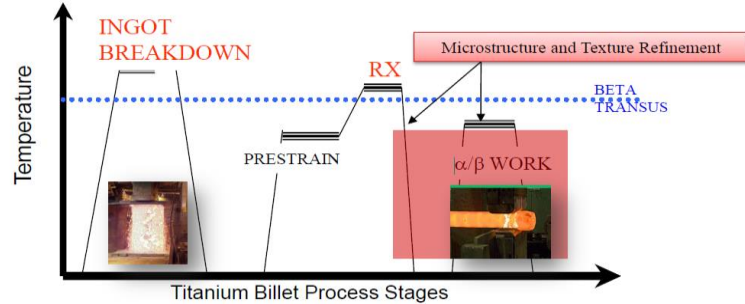 INGOT
BREAKDOWN
Microstructure and Texture Refinement
RX
BETA
TRANSUS
Temperature
PRESTRAIN
α/β WORK
Titanium Billet Process Stages